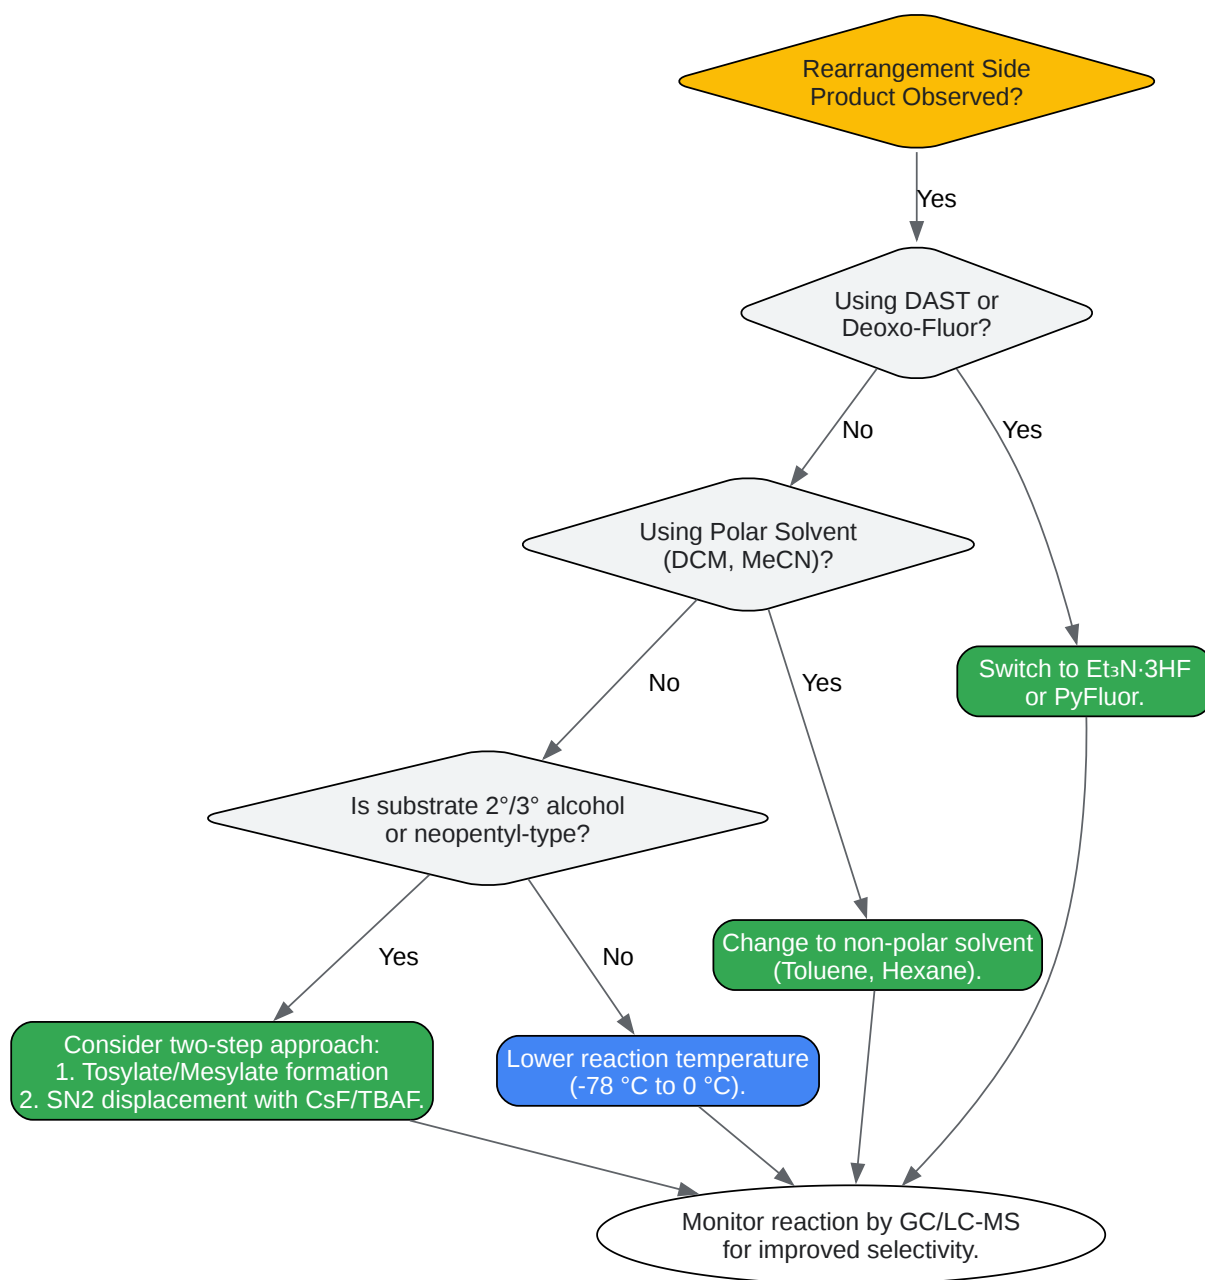 Rearrangement Side
Product Observed?
Yes
Using DAST or
Deoxo-Fluor?
No
Yes
Using Polar Solvent
(DCM, MeCN)?
No
Yes
Switch to Et₃N·3HF
or PyFluor.
Is substrate 2°/3° alcohol
or neopentyl-type?
Yes
No
Change to non-polar solvent
(Toluene, Hexane).
Consider two-step approach:
1. Tosylate/Mesylate formation
2. SN2 displacement with CsF/TBAF.
Lower reaction temperature
(-78 °C to 0 °C).
Monitor reaction by GC/LC-MS
for improved selectivity.